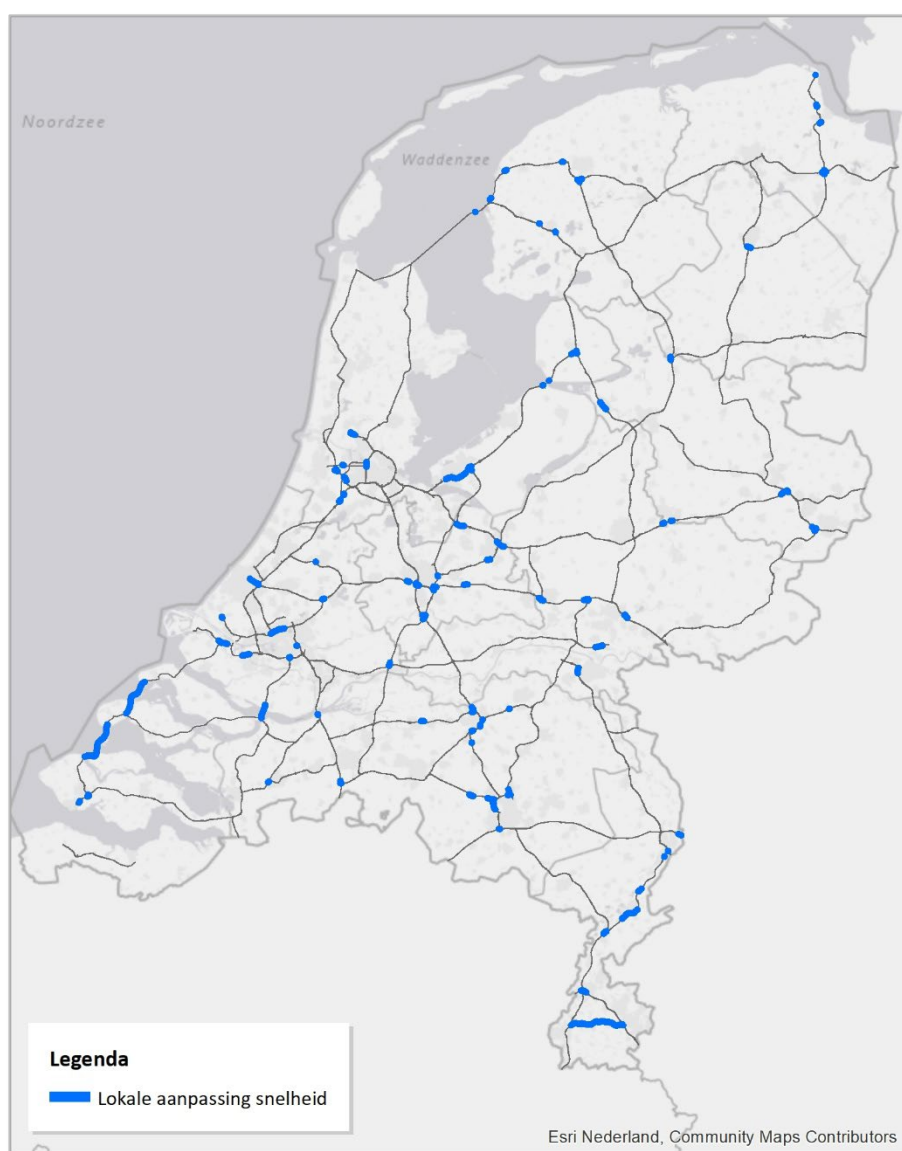 Noordzee
Waddenzee
Legenda
Lokale aanpassing snelheid
Esri Nederland, Community Maps Contributors